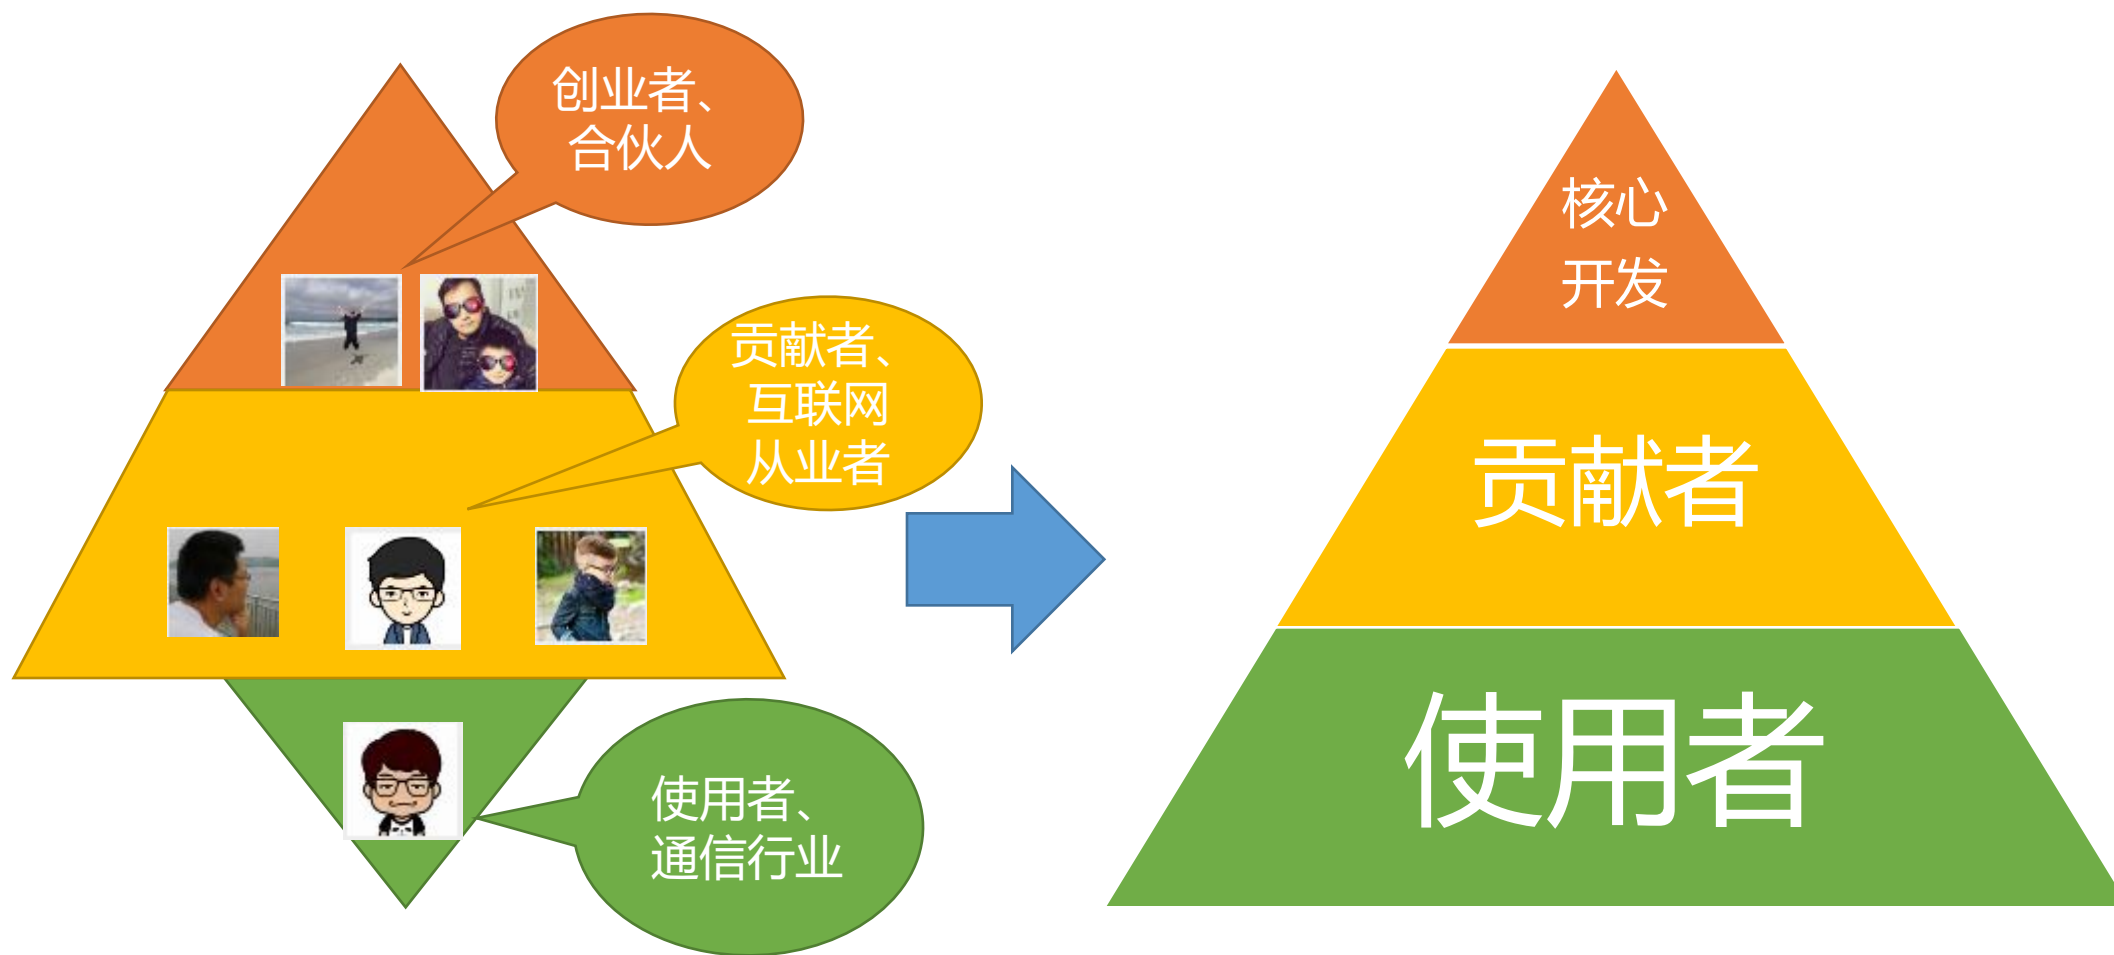 创业者、
合伙人
贡献者、
互联网
从业者
使用者、
通信行业
核心
开发
贡献者
使用者